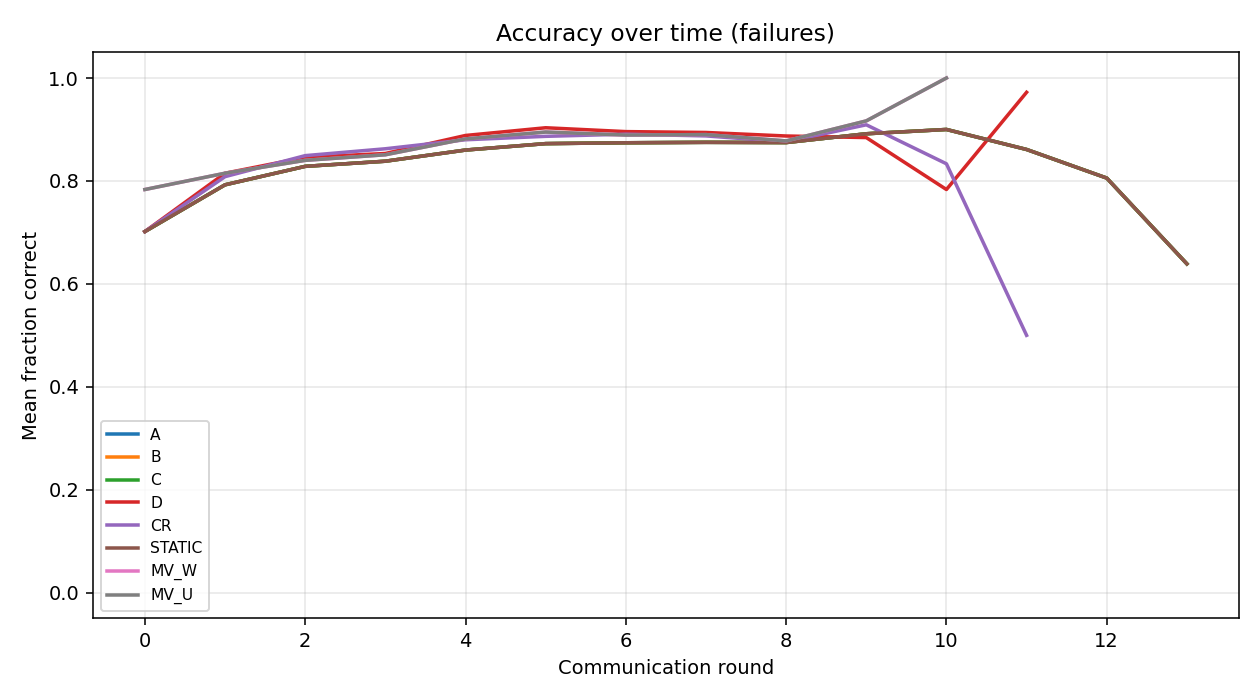 Accuracy over time (failures)
Mean fraction correct
1.0
0.8
0.6
0.4
0.2
0.0
A
B
C
D
CR
STATIC
MV_W
MV_U
0 2 4 6 8 10 12
Communication round